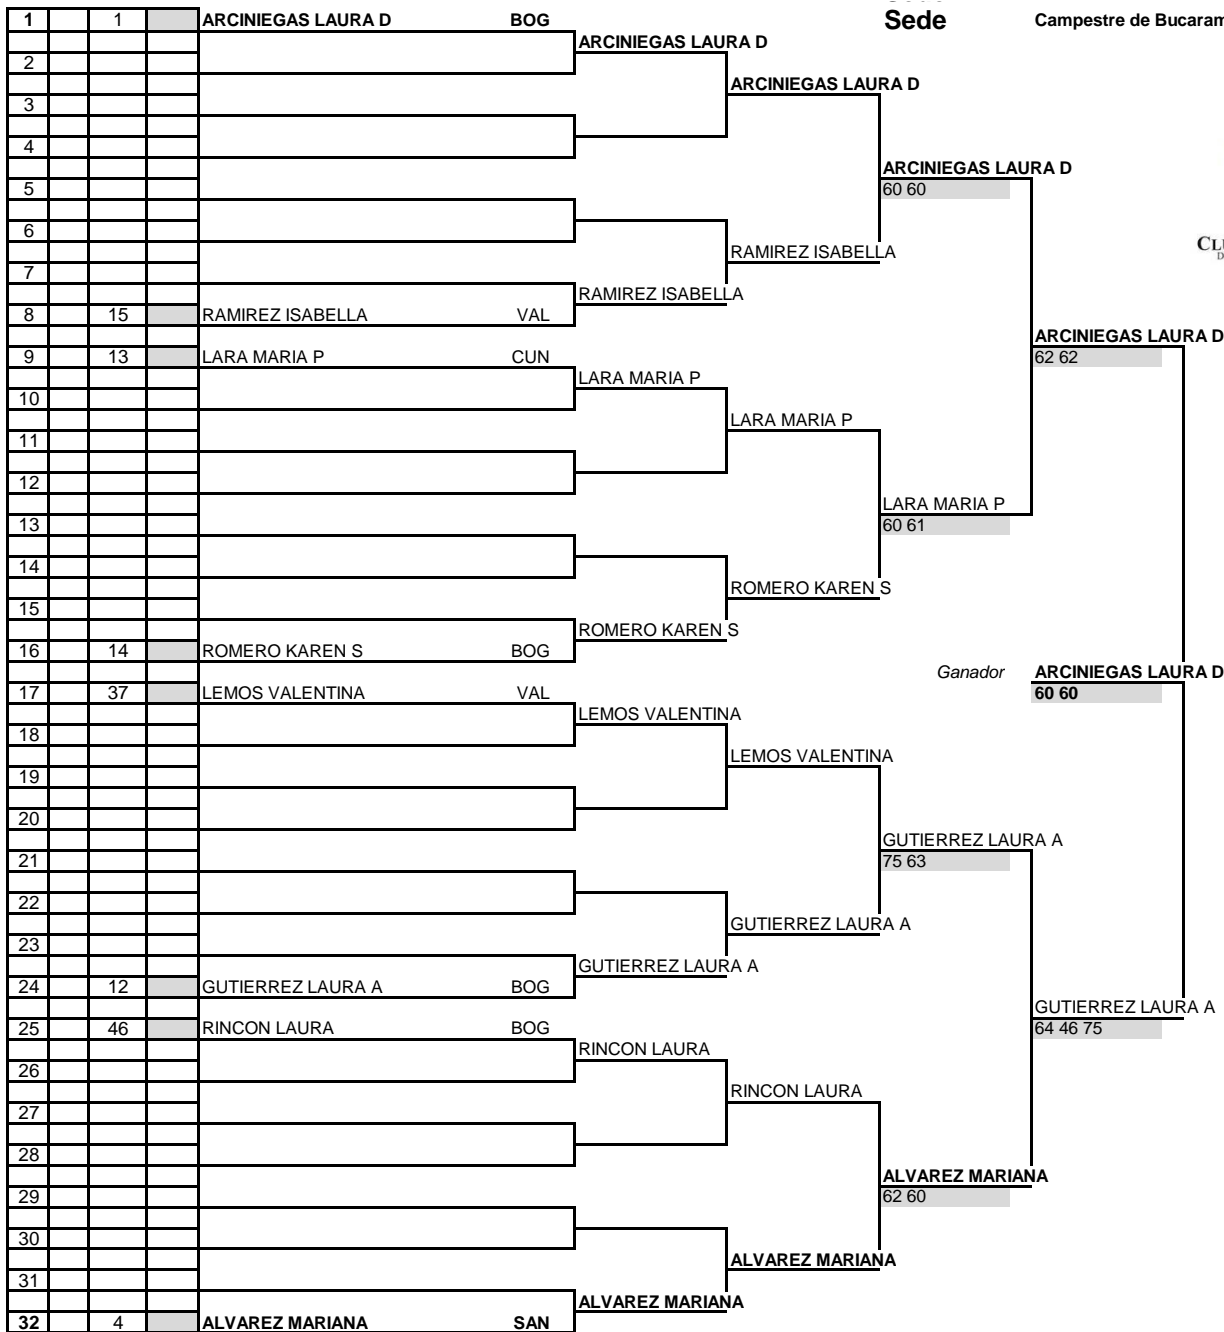 1 1 ARCINIEGAS LAURA D BOG
Sede
Campestre de Bucaram
ARCINIEGAS LAURA D
2
ARCINIEGAS LAURA D
3
4
ARCINIEGAS LAURA D
5
60 60
6
RAMIREZ ISABELLA
7
RAMIREZ ISABELLA
8 15 RAMIREZ ISABELLA VAL
ARCINIEGAS LAURA D
9 13 LARA MARIA P CUN
62 62
LARA MARIA P
10
LARA MARIA P
11
12
LARA MARIA P
13
60 61
14
ROMERO KAREN S
15
ROMERO KAREN S
16 14 ROMERO KAREN S BOG
Ganador ARCINIEGAS LAURA D
17 37 LEMOS VALENTINA VAL
60 60
LEMOS VALENTINA
18
LEMOS VALENTINA
19
20
GUTIERREZ LAURA A
21
75 63
22
GUTIERREZ LAURA A
23
GUTIERREZ LAURA A
24 12 GUTIERREZ LAURA A BOG
GUTIERREZ LAURA A
25 46 RINCON LAURA BOG
64 46 75
RINCON LAURA
26
RINCON LAURA
27
28
ALVAREZ MARIANA
29
62 60
30
ALVAREZ MARIANA
31
ALVAREZ MARIANA
32 4 ALVAREZ MARIANA SAN